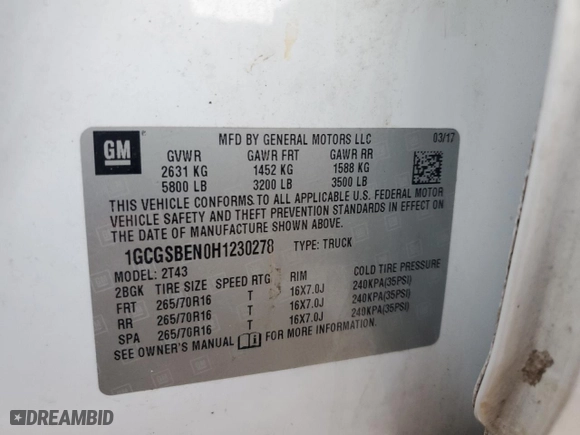 GM
MFD BY GENERAL MOTORS LLC 03/17
GVWR GAWR FRT GAWR RR
2631 KG 1452 KG 1588 KG
5800 LB 3200 LB 3500 LB
THIS VEHICLE CONFORMS TO ALL APPLICABLE U.S. FEDERAL MOTOR
VEHICLE SAFETY AND THEFT PREVENTION STANDARDS IN EFFECT ON
THE DATE OF MANUFACTURE SHOWN ABOVE.
1GCGSBEN0H1230278 TYPE: TRUCK
MODEL: 2T43
2BGK TIRE SIZE SPEED RTG RIM COLD TIRE PRESSURE
FRT 265/70R16 T 16X7.0J 240KPA(35PSI)
RR 265/70R16 T 16X7.0J 240KPA(35PSI)
SPA 265/70R16 T 16X7.0J 240KPA(35PSI)
SEE OWNER'S MANUAL FOR MORE INFORMATION.
DREAMBID